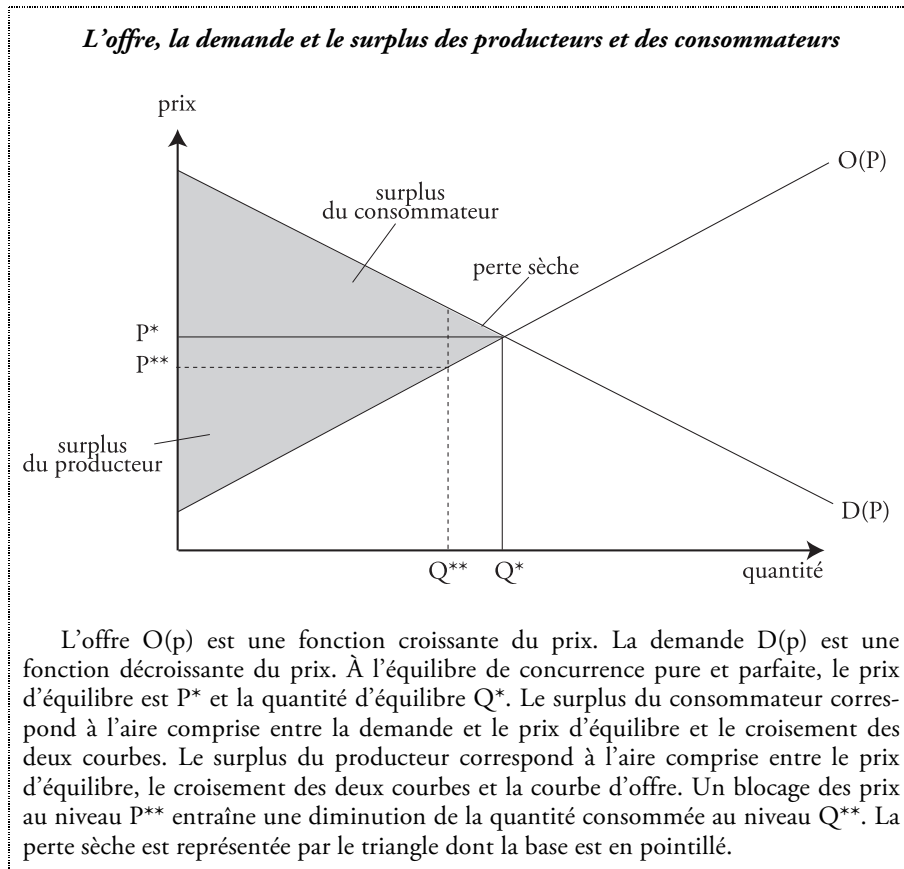 L'offre, la demande et le surplus des producteurs et des consommateurs
prix
O(P)
surplus
du consommateur
perte sèche
P*
P**
surplus
du producteur
D(P)
Q** Q*
quantité
L'offre O(p) est une fonction croissante du prix. La demande D(p) est une
fonction décroissante du prix. À l'équilibre de concurrence pure et parfaite, le prix
d'équilibre est P* et la quantité d'équilibre Q*. Le surplus du consommateur corres-
pond à l'aire comprise entre la demande et le prix d'équilibre et le croisement des
deux courbes. Le surplus du producteur correspond à l'aire comprise entre le prix
d'équilibre, le croisement des deux courbes et la courbe d'offre. Un blocage des prix
au niveau P** entraîne une diminution de la quantité consommée au niveau Q**. La
perte sèche est représentée par le triangle dont la base est en pointillé.